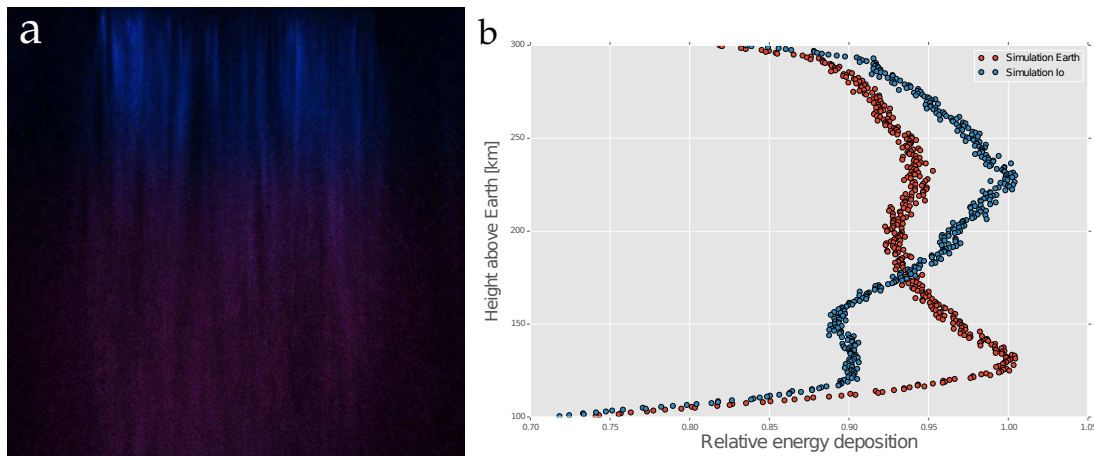 a
b
300
250
200
150
100
Height above Earth [km]
Simulation Earth
Simulation Io
0.70
0.75
0.80
0.85
0.90
0.95
1.00
1.05
Relative energy deposition